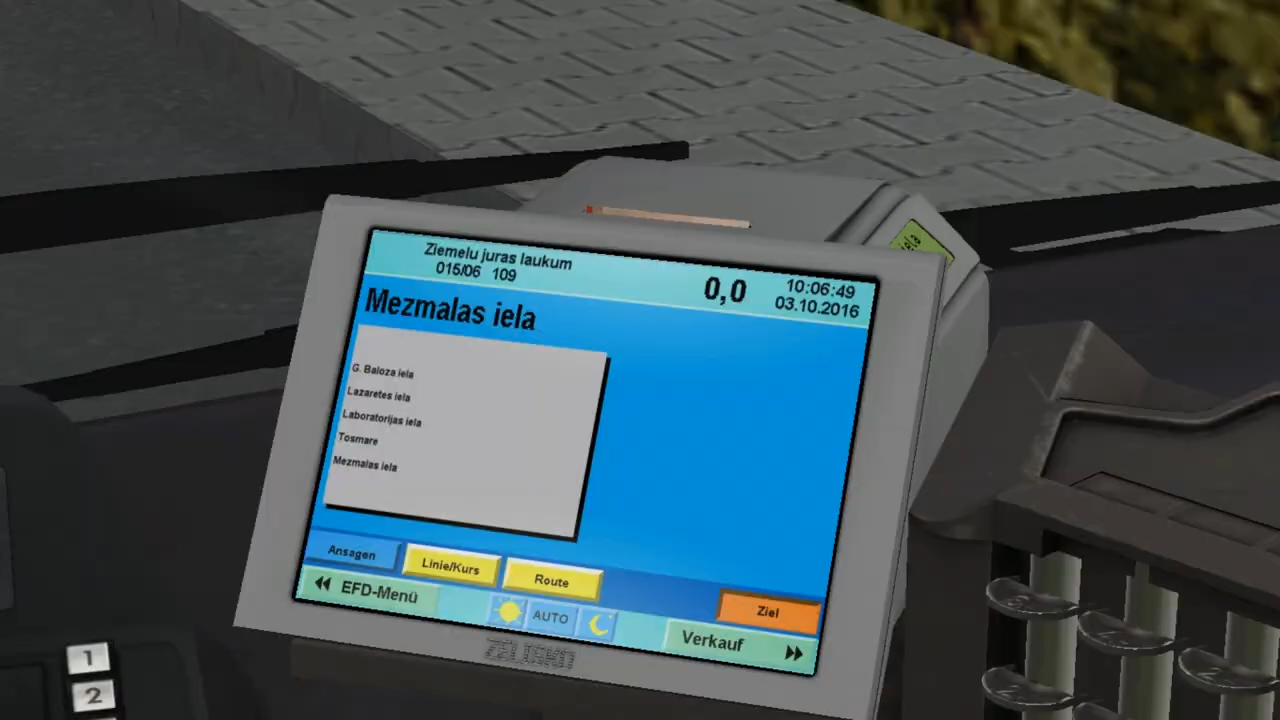 Ziemelu juras laukum
015/06 109
0,0
10:06:49
03.10.2016
Mezmalas iela
G. Baloza iela
Lazaretes iela
Laboratorijas iela
Tosmare
Mezmalas iela
Ansagen
Linie/Kurs
Route
Ziel
EFD-Menü
AUTO
Verkauf
1
2